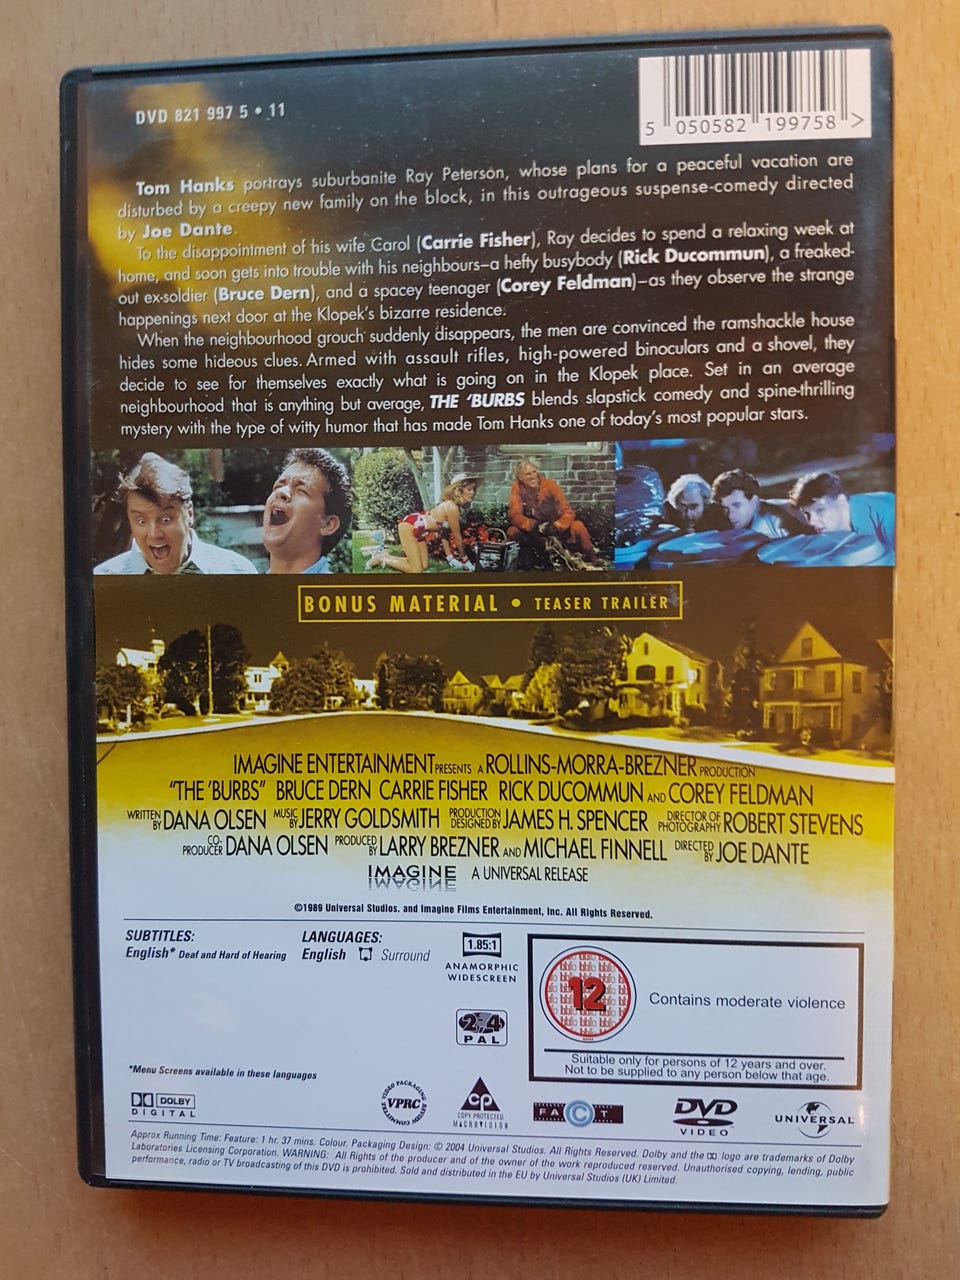 DVD 821 997 5 • 11
5 050582 199758 >
Tom Hanks portrays suburbanite Ray Peterson, whose plans for a peaceful vacation are
disturbed by a creepy new family on the block, in this outrageous suspense-comedy directed
by Joe Dante.
To the disappointment of his wife Carol (Carrie Fisher), Ray decides to spend a relaxing week at
home, and soon gets into trouble with his neighbours–a hefty busybody (Rick Ducommun), a freaked-
out ex-soldier (Bruce Dern), and a spacey teenager (Corey Feldman)–as they observe the strange
happenings next door at the Klopek's bizarre residence.
When the neighbourhood grouch suddenly disappears, the men are convinced the ramshackle house
hides some hideous clues. Armed with assault rifles, high-powered binoculars and a shovel, they
decide to see for themselves exactly what is going on in the Klopek place. Set in an average
neighbourhood that is anything but average, THE 'BURBS blends slapstick comedy and spine-thrilling
mystery with the type of witty humor that has made Tom Hanks one of today's most popular stars.
BONUS MATERIAL • TEASER TRAILER
IMAGINE ENTERTAINMENT PRESENTS A ROLLINS-MORRA-BREZNER PRODUCTION
"THE 'BURBS" BRUCE DERN CARRIE FISHER RICK DUCOMMUN AND COREY FELDMAN
WRITTEN BY DANA OLSEN MUSIC BY JERRY GOLDSMITH PRODUCTION DESIGNED BY JAMES H. SPENCER DIRECTOR OF PHOTOGRAPHY ROBERT STEVENS
CO-PRODUCER DANA OLSEN PRODUCED BY LARRY BREZNER AND MICHAEL FINNELL DIRECTED BY JOE DANTE
IMAGINE A UNIVERSAL RELEASE
©1989 Universal Studios. and Imagine Films Entertainment, Inc. All Rights Reserved.
SUBTITLES:
English* Deaf and Hard of Hearing
LANGUAGES:
English Surround
1.85:1
ANAMORPHIC
WIDESCREEN
2 4
PAL
bbfc
12
Contains moderate violence
Suitable only for persons of 12 years and over.
Not to be supplied to any person below that age.
*Menu Screens available in these languages
DOLBY
DIGITAL
VIDEO PACKAGING REVIEW COMMITTEE
VPRC
CP
COPY PROTECTED
MACROVISION
FACT
DVD
VIDEO
UNIVERSAL
Approx Running Time: Feature: 1 hr. 37 mins. Colour. Packaging Design: © 2004 Universal Studios. All Rights Reserved. Dolby and the logo are trademarks of Dolby
Laboratories Licensing Corporation. WARNING: All Rights of the producer and of the owner of the work reproduced reserved. Unauthorised copying, lending, public
performance, radio or TV broadcasting of this DVD is prohibited. Sold and distributed in the EU by Universal Studios (UK) Limited.